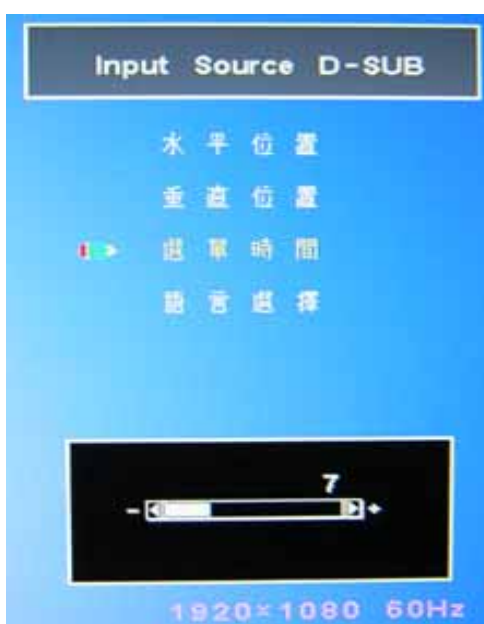 Input Source D-SUB
水平位置
垂直位置
選單時間
語言選擇
7
- +
1920×1080 60Hz